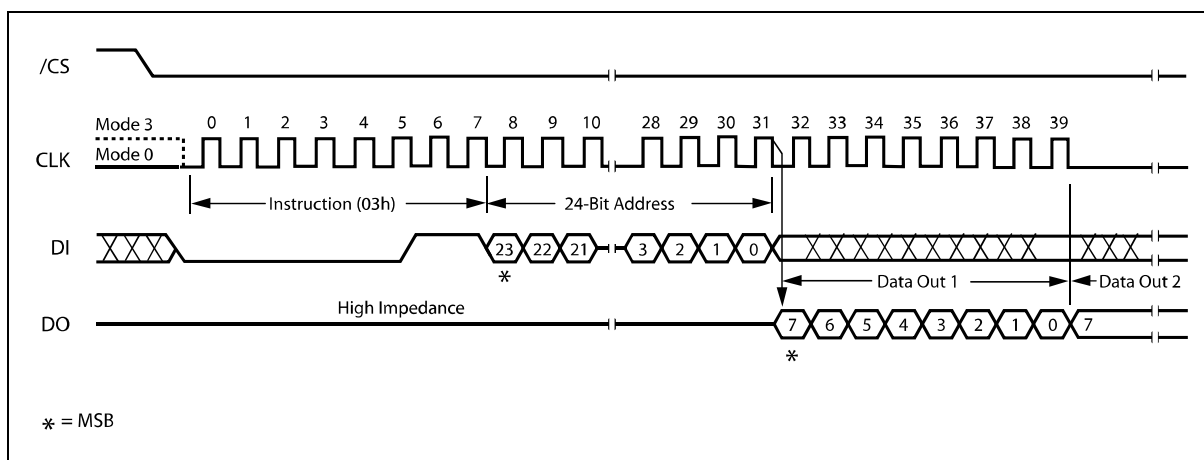 /CS
Mode 3
0 1 2 3 4 5 6 7 8 9 10 28 29 30 31 32 33 34 35 36 37 38 39
CLK
Mode 0
Instruction (03h) 24-Bit Address
DI
23 22 21 3 2 1 0
*
Data Out 1 Data Out 2
High Impedance
DO
7 6 5 4 3 2 1 0 7
*
* = MSB